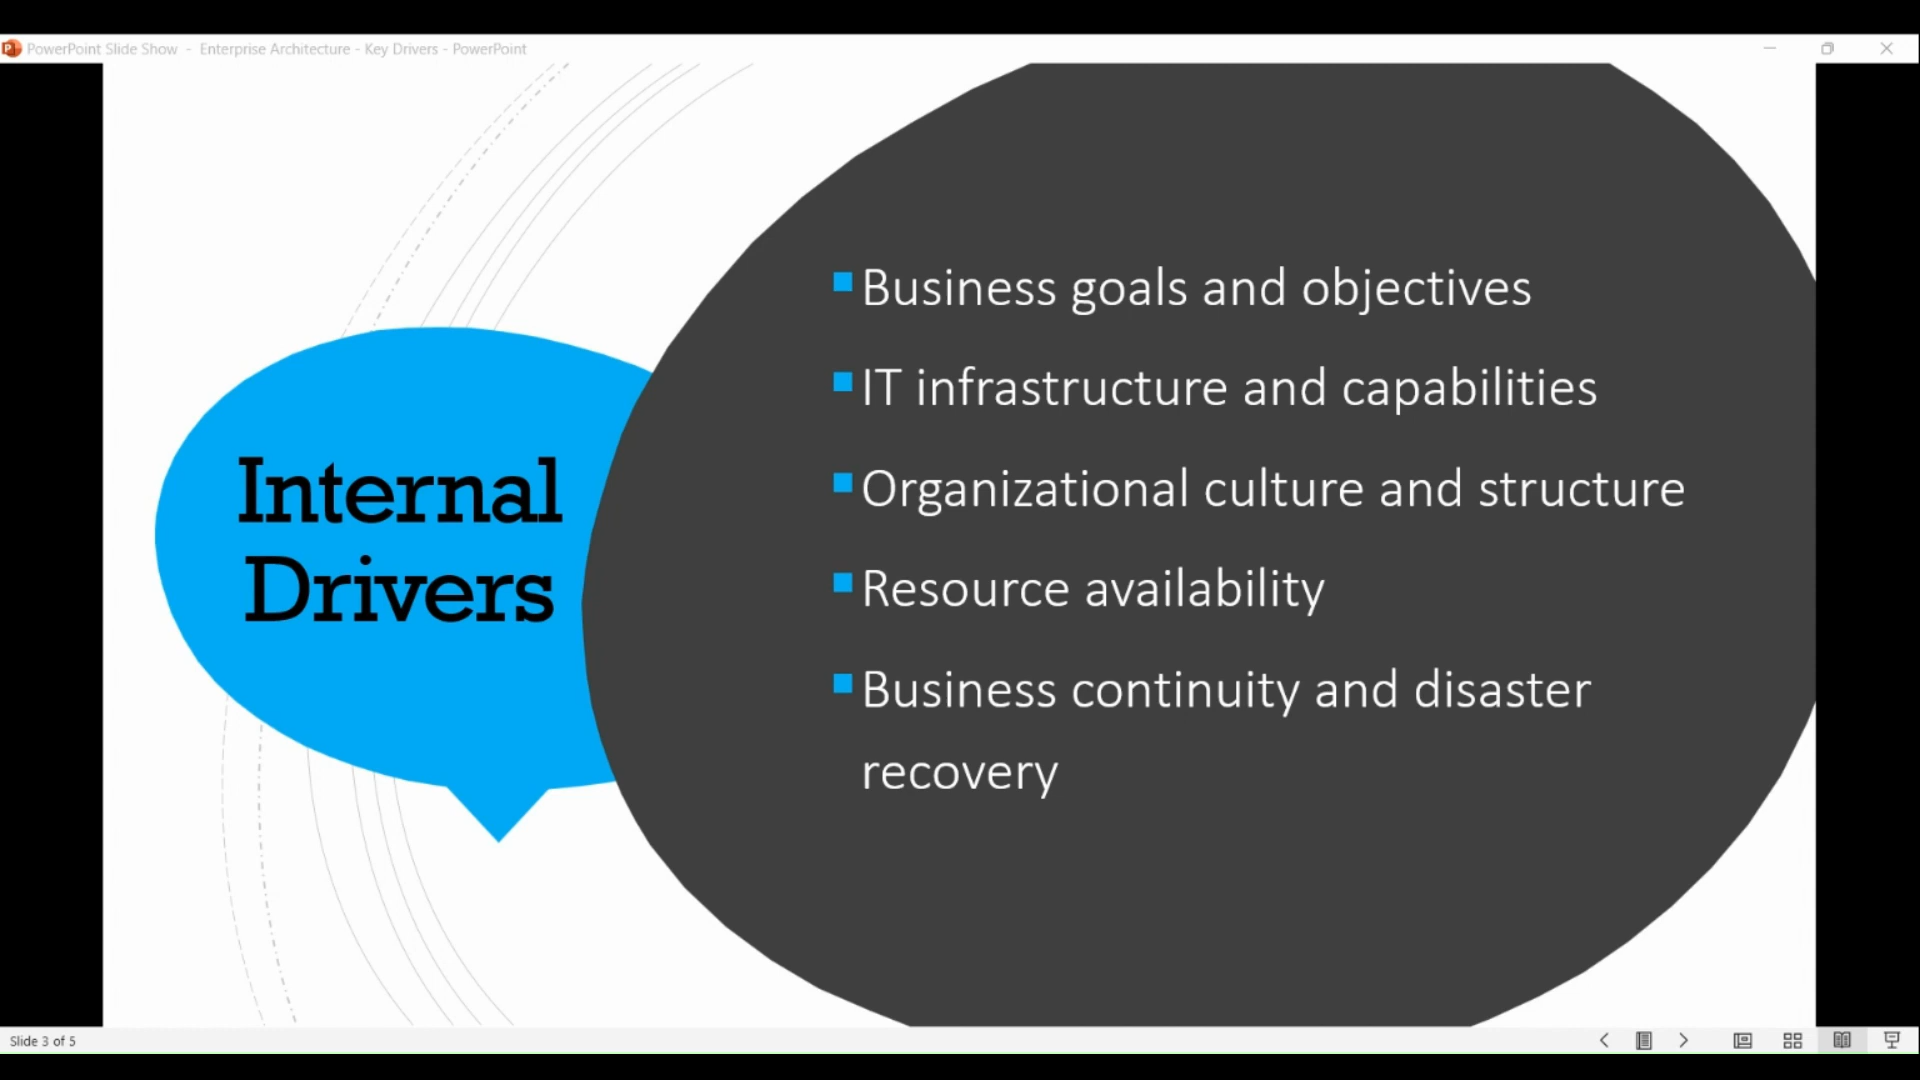 PowerPoint Slide Show - Enterprise Architecture - Key Drivers - PowerPoint
Internal
Drivers
Business goals and objectives
IT infrastructure and capabilities
Organizational culture and structure
Resource availability
Business continuity and disaster
recovery
Slide 3 of 5